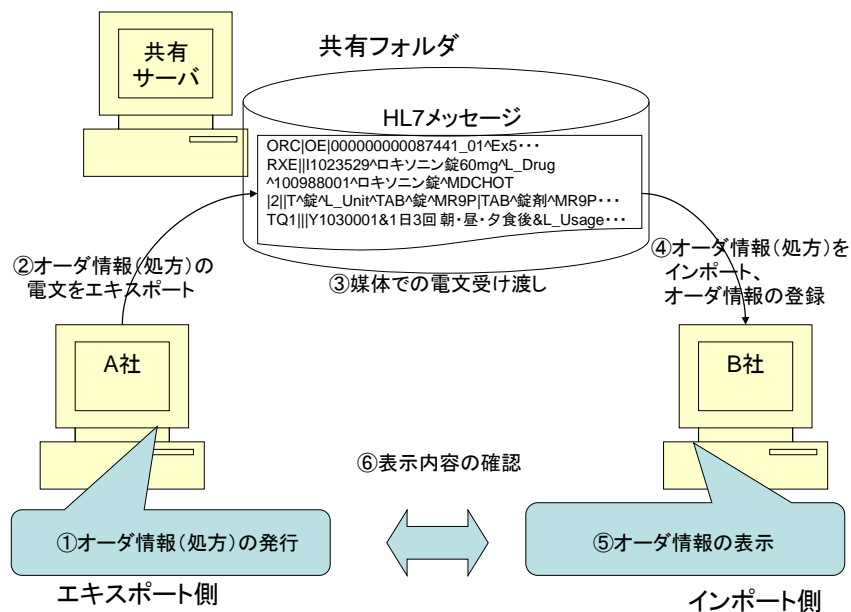 共有
サーバ
共有フォルダ
HL7メッセージ
ORC|OE|000000000087441_01^Ex5・・・
RXE||I1023529^ロキソニン錠60mg^L_Drug
^100988001^ロキソニン錠^MDCHOT
|2||T^錠^L_Unit^TAB^錠^MR9P|TAB^錠剤^MR9P・・・
TQ1|||Y1030001&1日3回 朝・昼・夕食後&L_Usage・・・
②オーダ情報(処方)の
電文をエキスポート
③媒体での電文受け渡し
④オーダ情報(処方)を
インポート、
オーダ情報の登録
A社
B社
⑥表示内容の確認
①オーダ情報(処方)の発行
⑤オーダ情報の表示
エキスポート側
インポート側